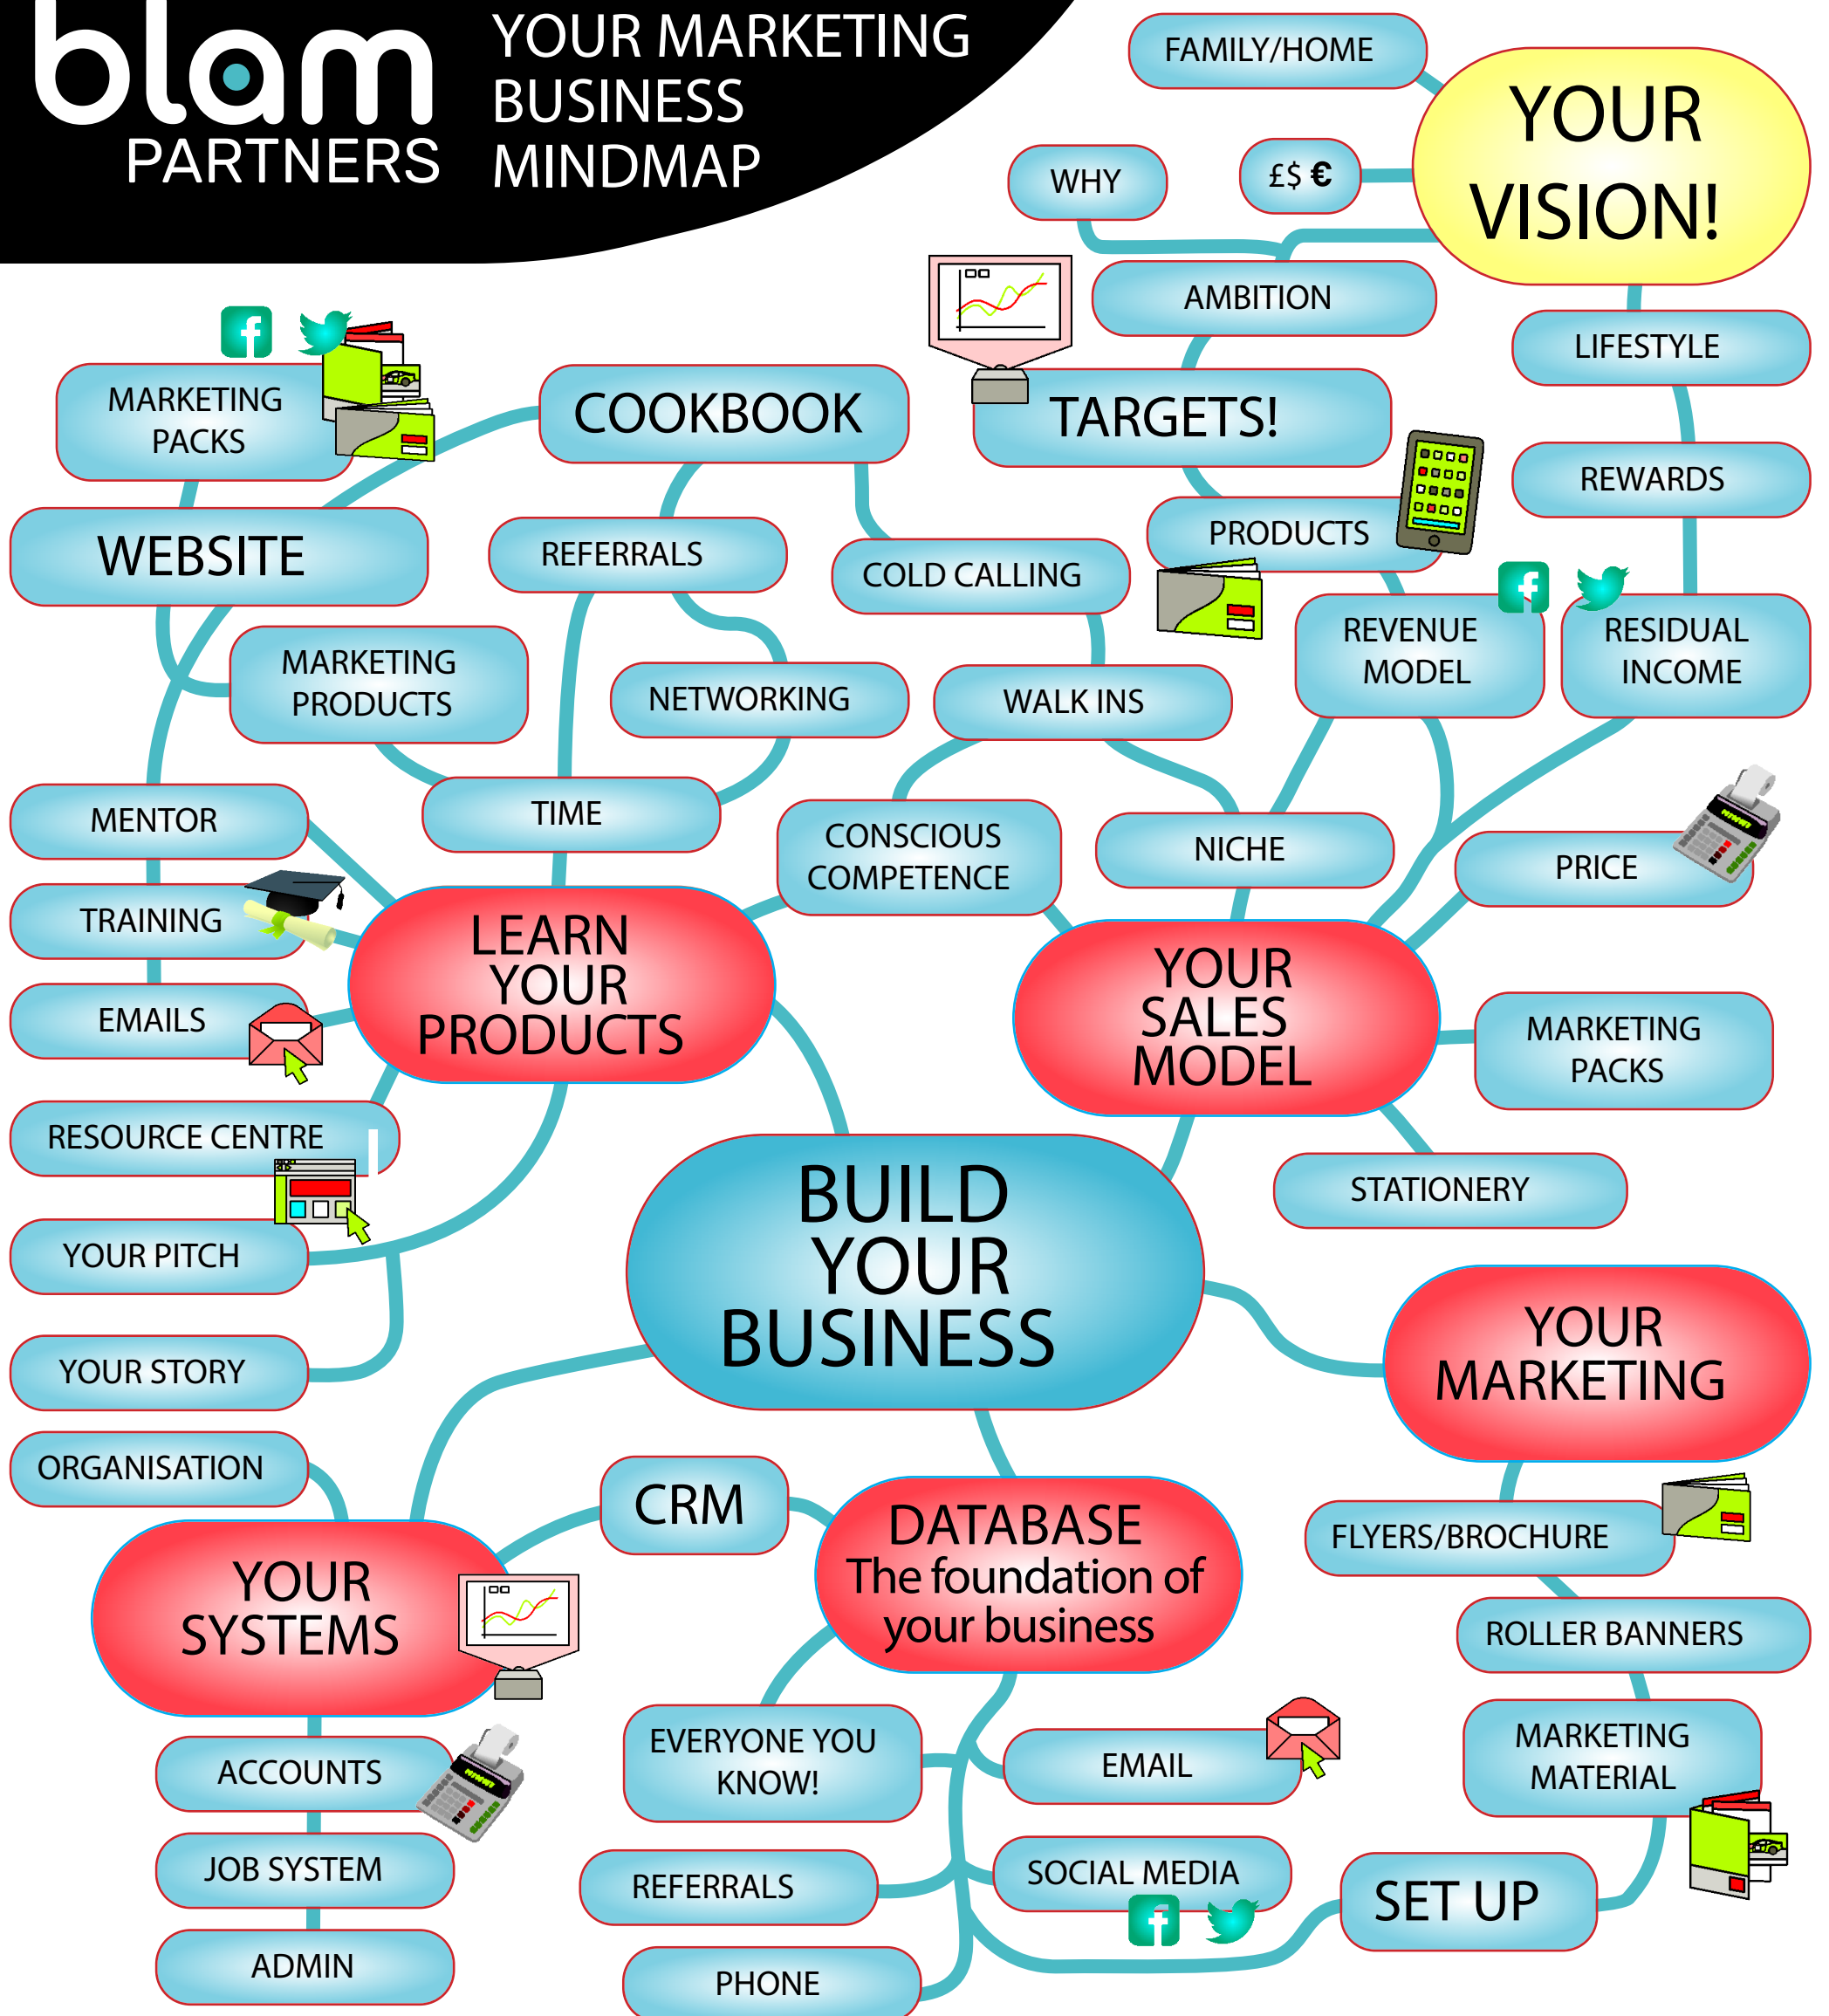 blam
PARTNERS
YOUR MARKETING
BUSINESS
MINDMAP
FAMILY/HOME
YOUR
VISION!
WHY
£$ €
AMBITION
LIFESTYLE
MARKETING
PACKS
COOKBOOK
TARGETS!
REWARDS
WEBSITE
REFERRALS
COLD CALLING
PRODUCTS
REVENUE
MODEL
RESIDUAL
INCOME
MARKETING
PRODUCTS
NETWORKING
WALK INS
MENTOR
TIME
CONSCIOUS
COMPETENCE
NICHE
PRICE
TRAINING
LEARN
YOUR
PRODUCTS
YOUR
SALES
MODEL
EMAILS
MARKETING
PACKS
RESOURCE CENTRE
STATIONERY
BUILD
YOUR
BUSINESS
YOUR PITCH
YOUR STORY
YOUR
MARKETING
ORGANISATION
CRM
DATABASE
The foundation of
your business
FLYERS/BROCHURE
YOUR
SYSTEMS
ROLLER BANNERS
EVERYONE YOU
KNOW!
EMAIL
MARKETING
MATERIAL
ACCOUNTS
JOB SYSTEM
REFERRALS
SOCIAL MEDIA
SET UP
ADMIN
PHONE